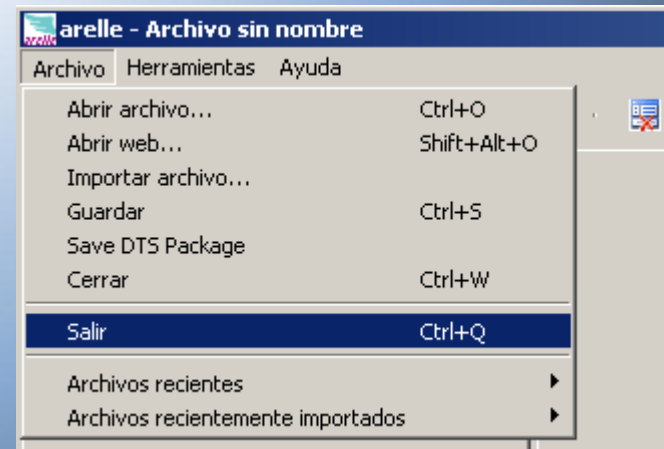 arelle
arelle - Archivo sin nombre
Archivo Herramientas Ayuda
Abrir archivo... Ctrl+O
Abrir web... Shift+Alt+O
Importar archivo...
Guardar Ctrl+S
Save DTS Package
Cerrar Ctrl+W
Salir Ctrl+Q
Archivos recientes
Archivos recientemente importados